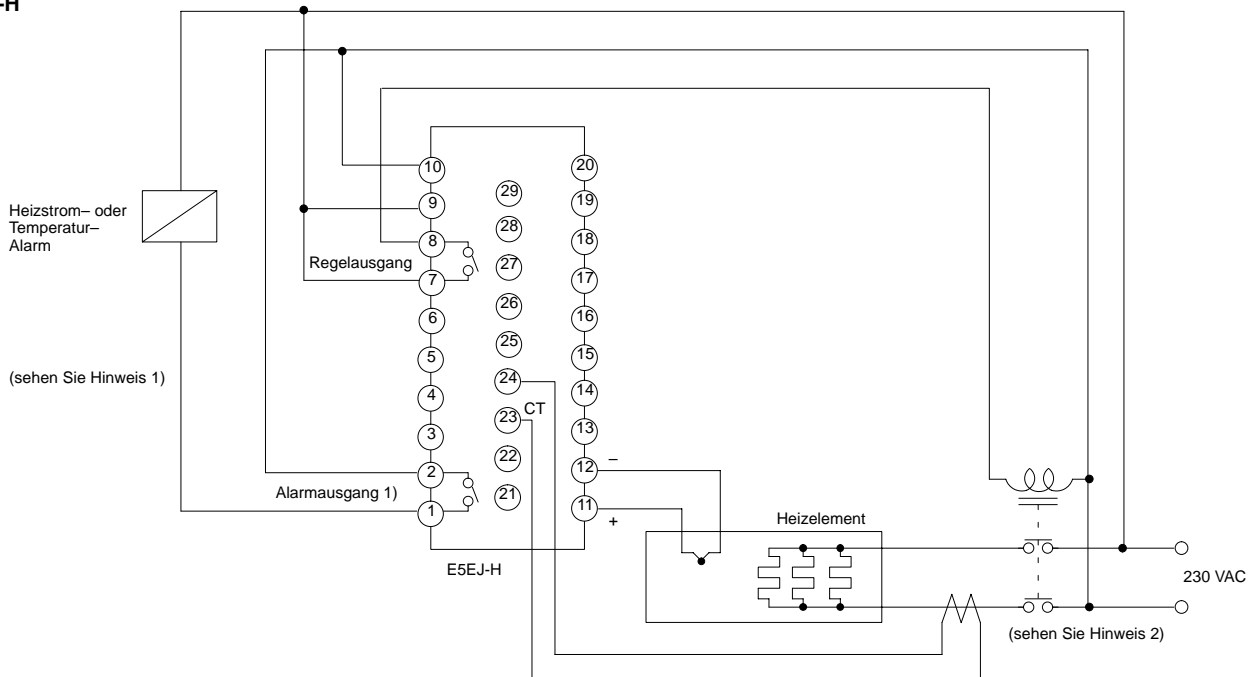 -H
10
20
29
19
9
Heizstrom– oder
Temperatur–
Alarm
28
8
18
Regelausgang
27
7
17
26
6
16
25
5
15
(sehen Sie Hinweis 1)
24
4
14
CT
23
3
13
22
2
12
–
Alarmausgang 1)
21
1
11
+
Heizelement
E5EJ-H
230 VAC
(sehen Sie Hinweis 2)